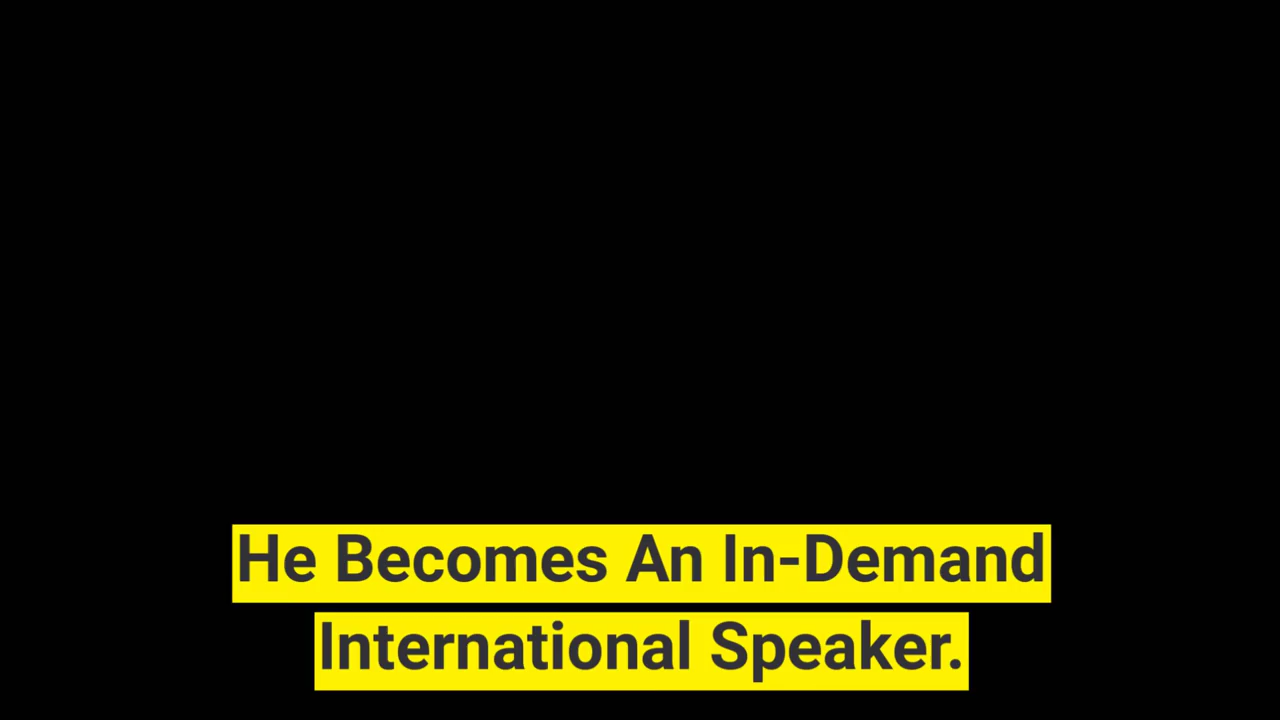 He Becomes An In-Demand
International Speaker.